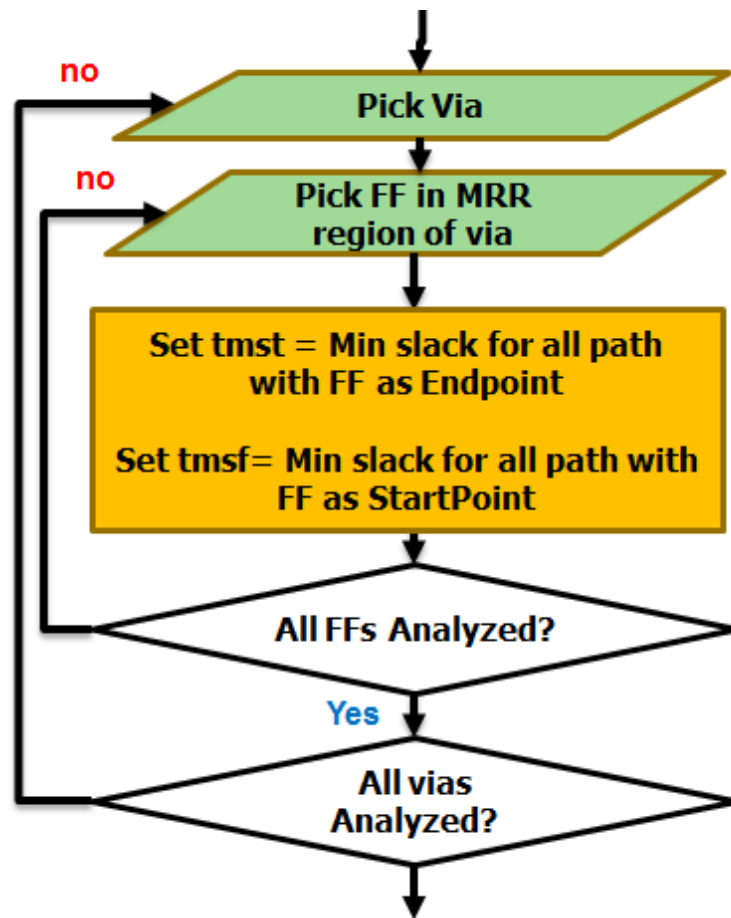 no
Pick Via
no
Pick FF in MRR
region of via
Set tmst = Min slack for all path
with FF as Endpoint
Set tmsf= Min slack for all path with
FF as StartPoint
All FFs Analyzed?
Yes
All vias
Analyzed?